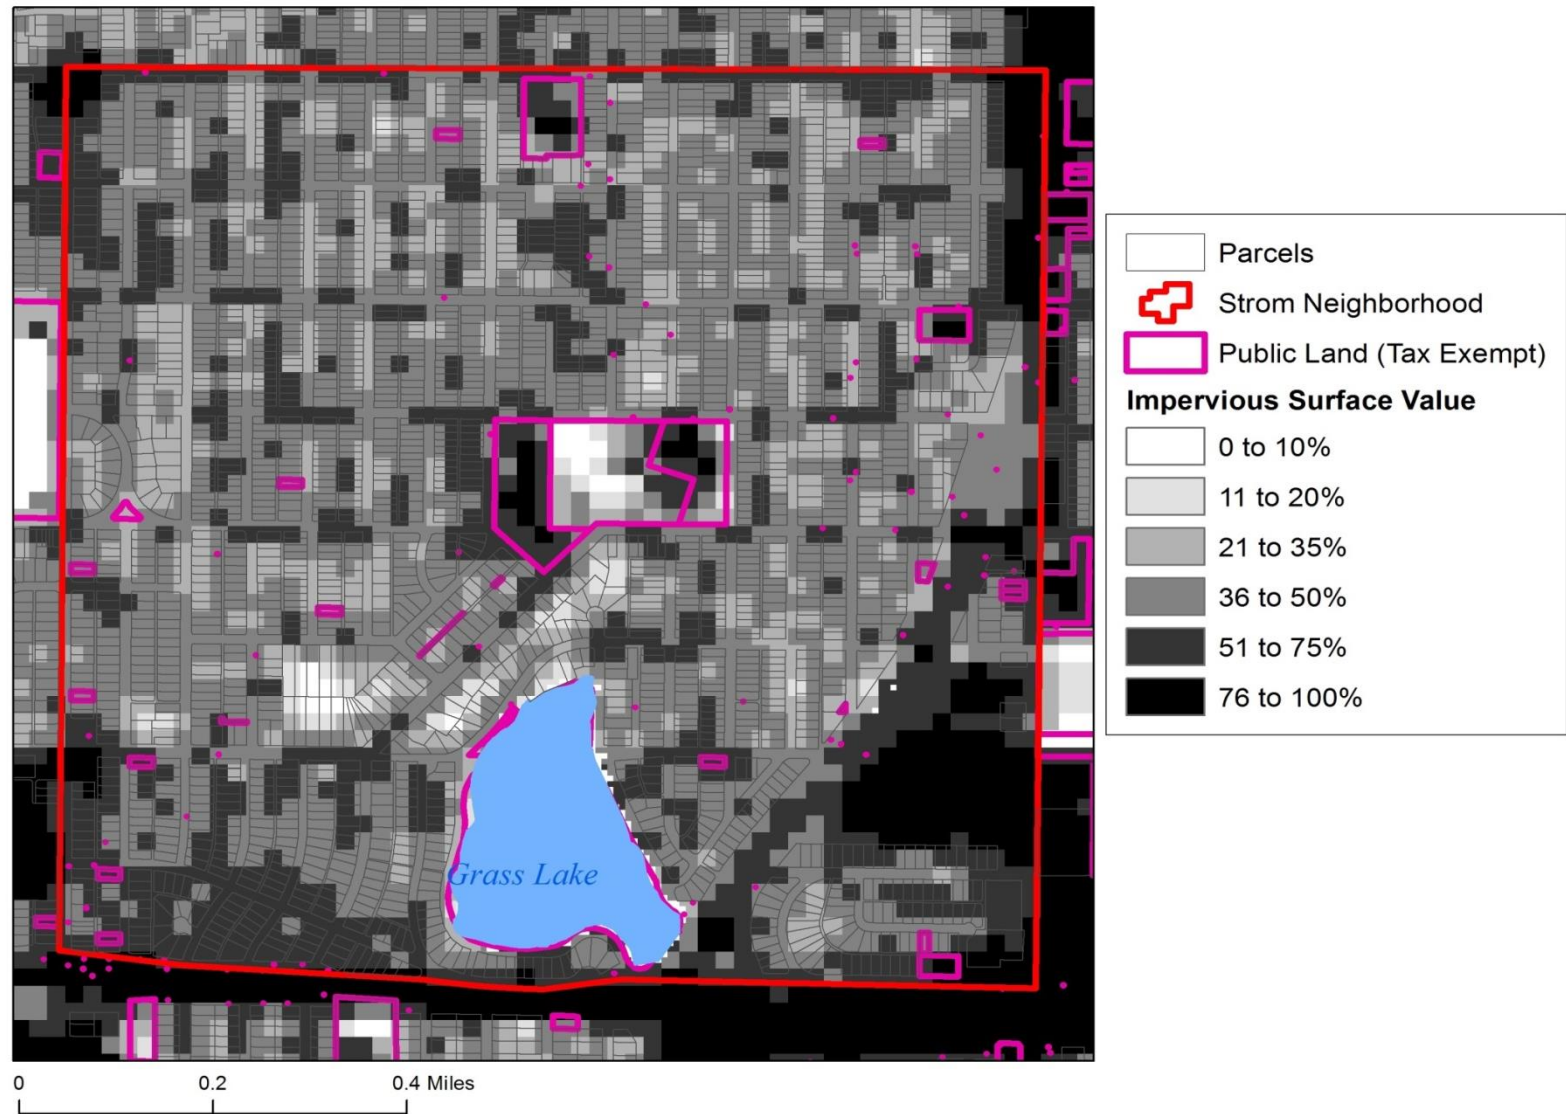 Grass Lake
Parcels
Strom Neighborhood
Public Land (Tax Exempt)
Impervious Surface Value
0 to 10%
11 to 20%
21 to 35%
36 to 50%
51 to 75%
76 to 100%
0 0.2 0.4 Miles